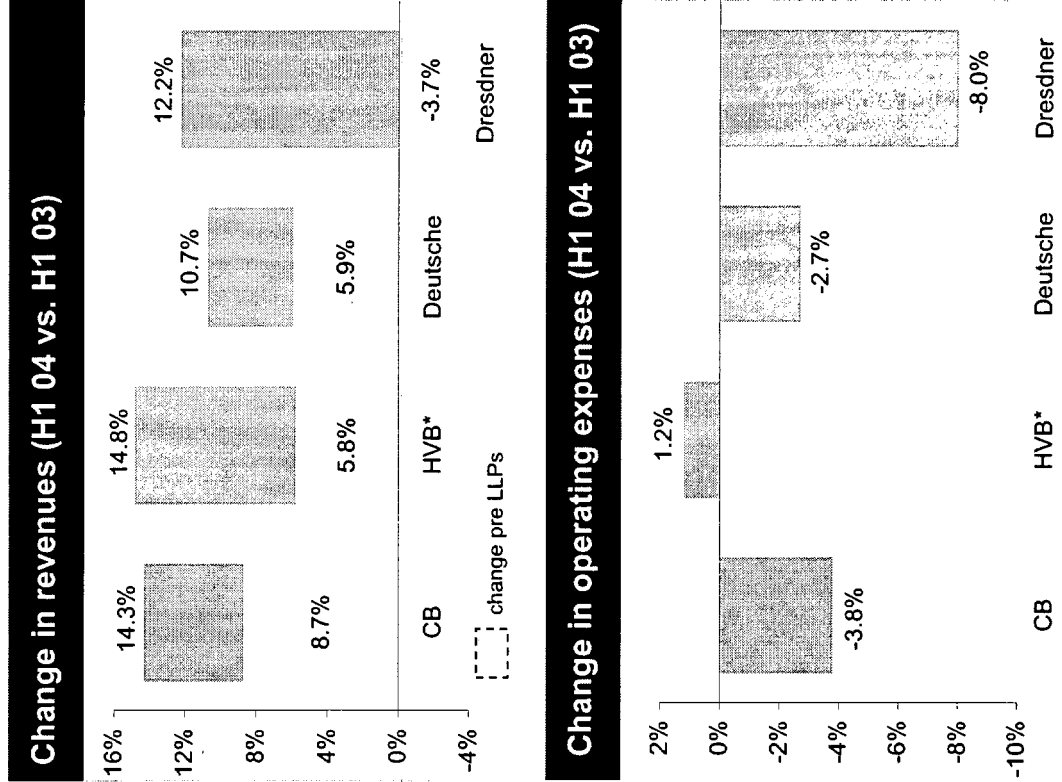 Change in revenues (H1 04 vs. H1 03)
16%
12%
8%
4%
0%
-4%
14.3%
14.8%
10.7%
12.2%
8.7%
5.8%
5.9%
-3.7%
CB
HVB*
Deutsche
Dresdner
change pre LLPs
Change in operating expenses (H1 04 vs. H1 03)
2%
0%
-2%
-4%
-6%
-8%
-10%
-3.8%
1.2%
-2.7%
-8.0%
CB
HVB*
Deutsche
Dresdner